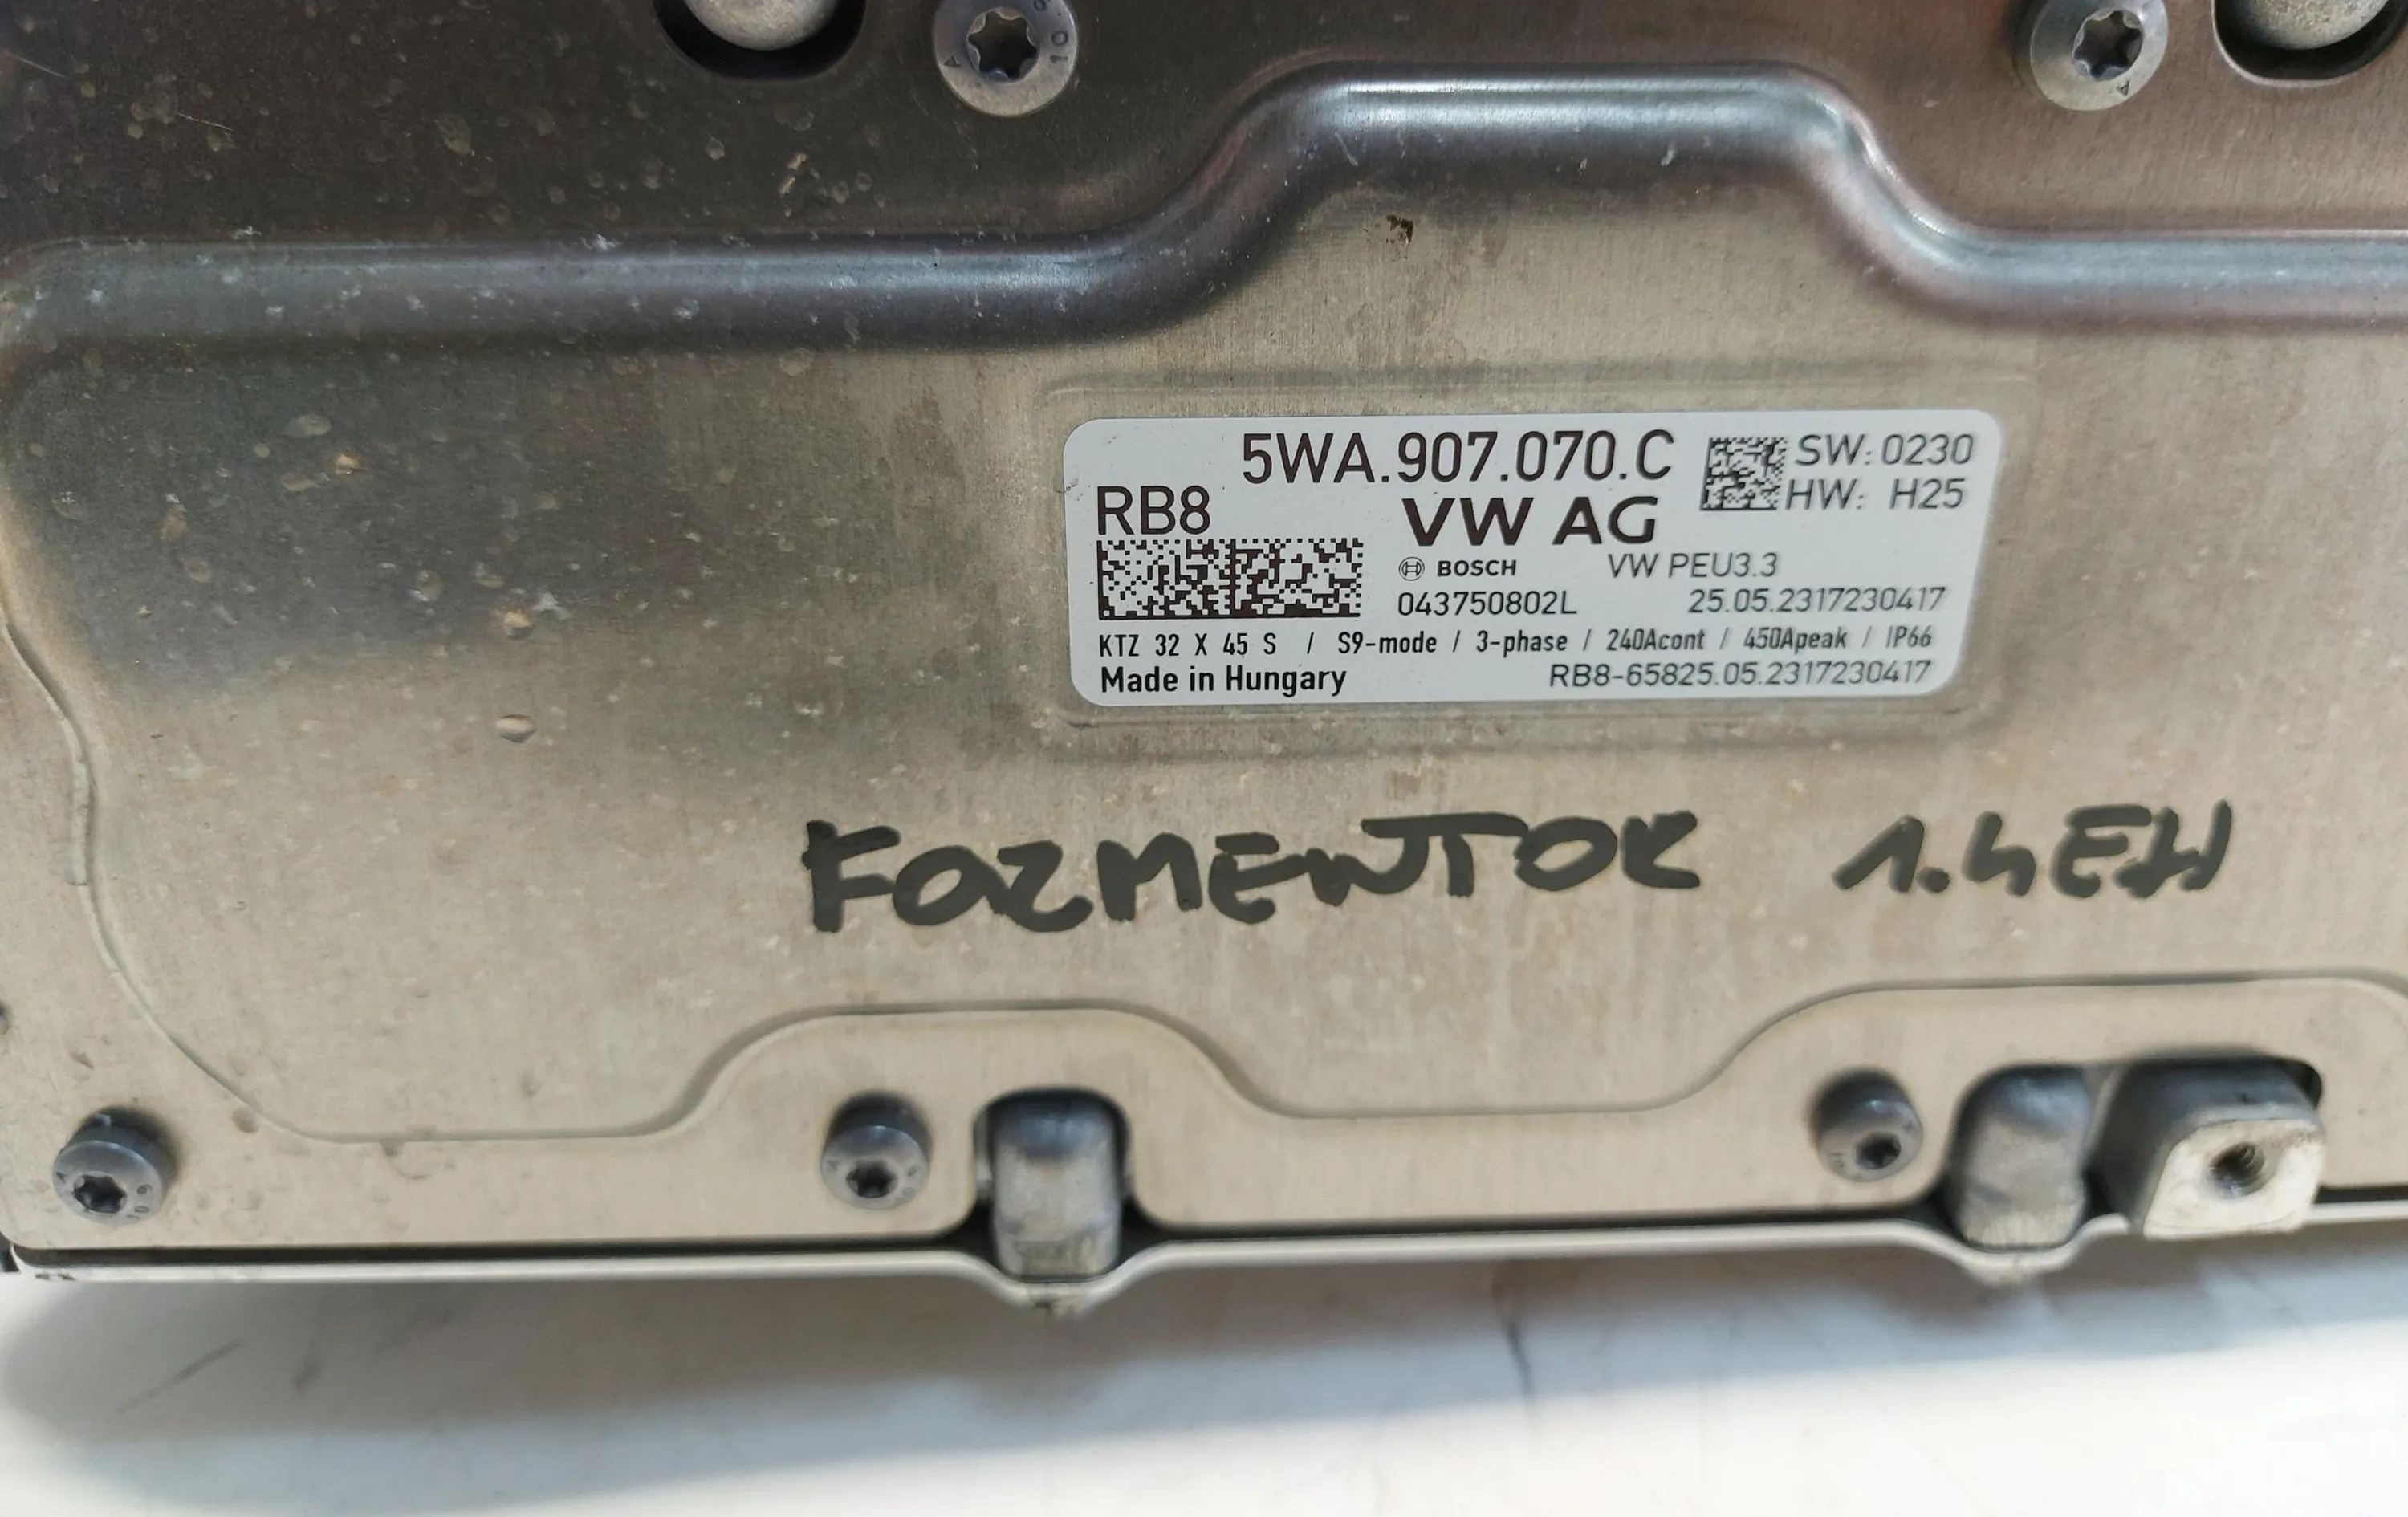 5WA.907.070.C
SW: 0230
HW: H25
RB8
VW AG
BOSCH VW PEU3.3
043750802L 25.05.2317230417
KTZ 32 X 45 S / S9-mode / 3-phase / 240Acont / 450Apeak / IP66
Made in Hungary RB8-65825.05.2317230417
FORMENTOR 1.4EH